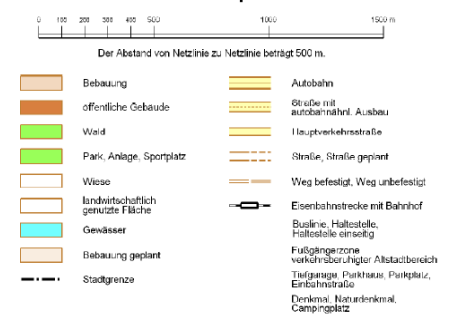 0 100 200 300 400 500 1000 1500 m
Der Abstand von Netzlinie zu Netzlinie beträgt 500 m.
Bebauung
öffentliche Gebäude
Wald
Park, Anlage, Sportplatz
Wiese
landwirtschaftlich
genutzte Fläche
Gewässer
Bebauung geplant
Stadtgrenze
Autobahn
Straße mit
autobahnähnl. Ausbau
Hauptverkehrsstraße
Straße, Straße geplant
Weg befestigt, Weg unbefestigt
Eisenbahnstrecke mit Bahnhof
Buslinie, Haltestelle,
Haltestelle einseitig
Fußgängerzone
verkehrsberuhigter Altstadtbereich
Tiefgarage, Parkhaus, Parkplatz,
Einbahnstraße
Denkmal, Naturdenkmal,
Campingplatz